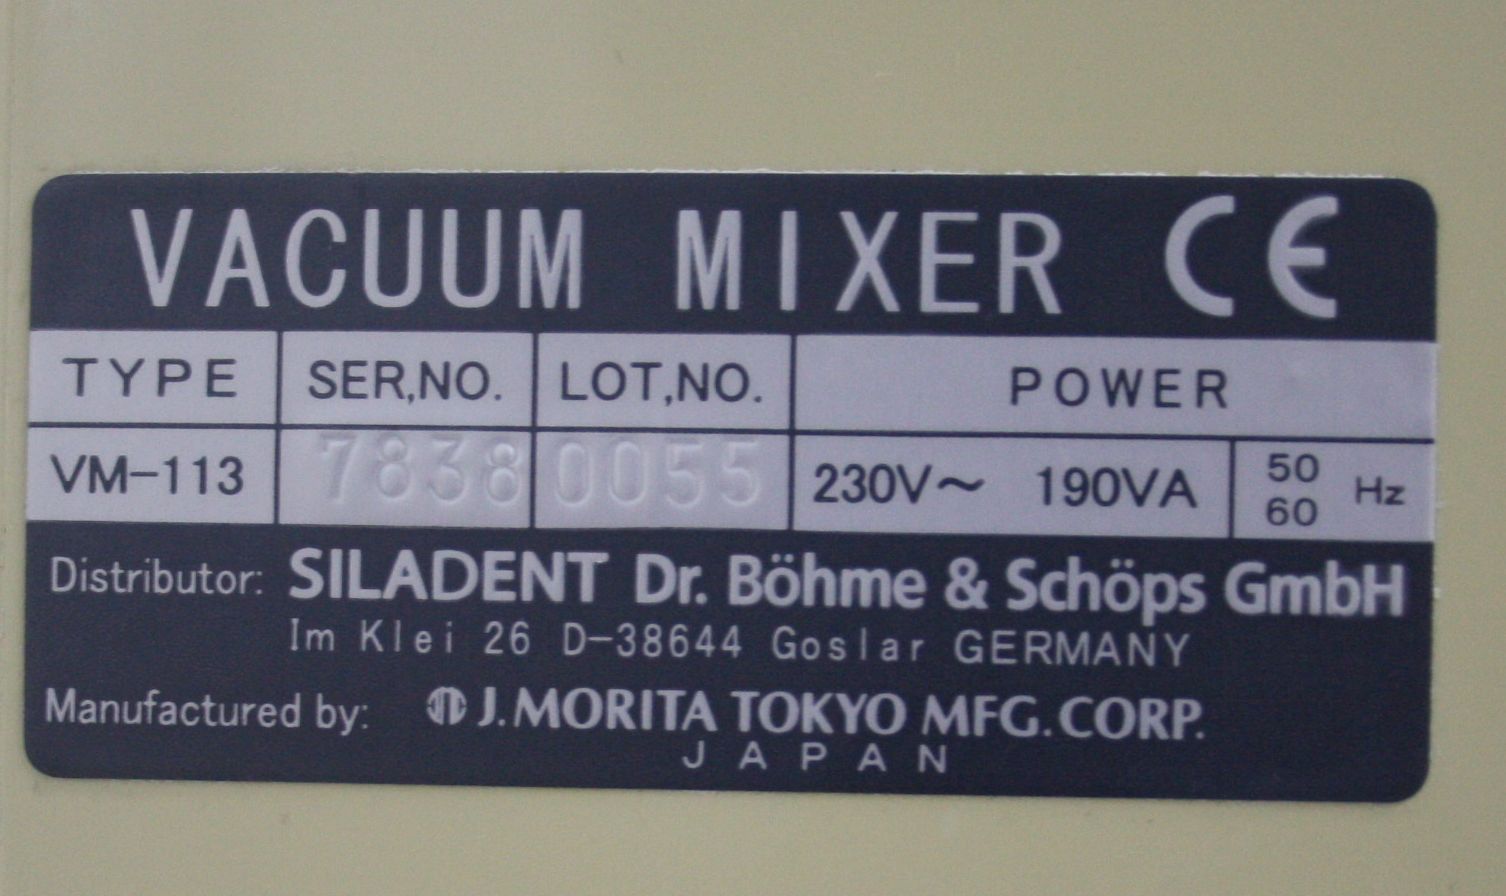 VACUUM MIXER CE
TYPE SER,NO. LOT,NO. POWER
VM-113 7838 0055 230V～ 190VA 50 60 Hz
Distributor: SILADENT Dr. Böhme & Schöps GmbH
Im Klei 26 D-38644 Goslar GERMANY
Manufactured by: J. MORITA TOKYO MFG. CORP.
JAPAN